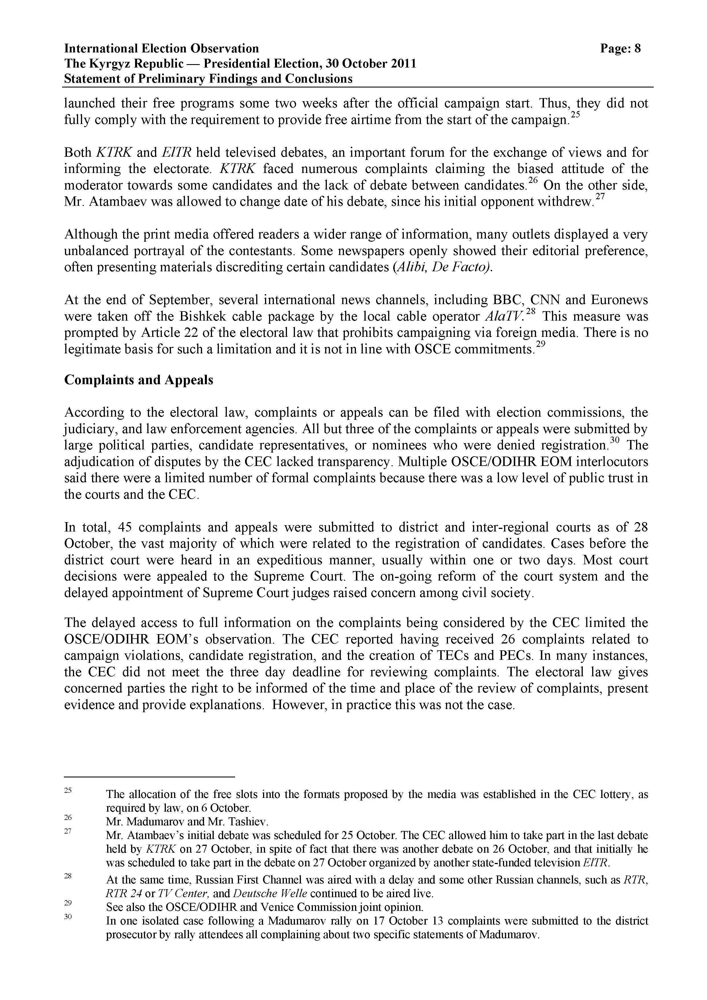 International Election Observation Page: 8
The Kyrgyz Republic — Presidential Election, 30 October 2011
Statement of Preliminary Findings and Conclusions
launched their free programs some two weeks after the official campaign start. Thus, they did not
fully comply with the requirement to provide free airtime from the start of the campaign.25
Both KTRK and ElTR held televised debates, an important forum for the exchange of views and for
informing the electorate. KTRK faced numerous complaints claiming the biased attitude of the
moderator towards some candidates and the lack of debate between candidates.26 On the other side,
Mr. Atambaev was allowed to change date of his debate, since his initial opponent withdrew.27
Although the print media offered readers a wider range of information, many outlets displayed a very
unbalanced portrayal of the contestants. Some newspapers openly showed their editorial preference,
often presenting materials discrediting certain candidates (Alibi, De Facto).
At the end of September, several international news channels, including BBC, CNN and Euronews
were taken off the Bishkek cable package by the local cable operator AlaTV.28 This measure was
prompted by Article 22 of the electoral law that prohibits campaigning via foreign media. There is no
legitimate basis for such a limitation and it is not in line with OSCE commitments.29
Complaints and Appeals
According to the electoral law, complaints or appeals can be filed with election commissions, the
judiciary, and law enforcement agencies. All but three of the complaints or appeals were submitted by
large political parties, candidate representatives, or nominees who were denied registration.30 The
adjudication of disputes by the CEC lacked transparency. Multiple OSCE/ODIHR EOM interlocutors
said there were a limited number of formal complaints because there was a low level of public trust in
the courts and the CEC.
In total, 45 complaints and appeals were submitted to district and inter-regional courts as of 28
October, the vast majority of which were related to the registration of candidates. Cases before the
district court were heard in an expeditious manner, usually within one or two days. Most court
decisions were appealed to the Supreme Court. The on-going reform of the court system and the
delayed appointment of Supreme Court judges raised concern among civil society.
The delayed access to full information on the complaints being considered by the CEC limited the
OSCE/ODIHR EOM's observation. The CEC reported having received 26 complaints related to
campaign violations, candidate registration, and the creation of TECs and PECs. In many instances,
the CEC did not meet the three day deadline for reviewing complaints. The electoral law gives
concerned parties the right to be informed of the time and place of the review of complaints, present
evidence and provide explanations. However, in practice this was not the case.
25 The allocation of the free slots into the formats proposed by the media was established in the CEC lottery, as
required by law, on 6 October.
26 Mr. Madumarov and Mr. Tashiev.
27 Mr. Atambaev's initial debate was scheduled for 25 October. The CEC allowed him to take part in the last debate
held by KTRK on 27 October, in spite of fact that there was another debate on 26 October, and that initially he
was scheduled to take part in the debate on 27 October organized by another state-funded television ElTR.
28 At the same time, Russian First Channel was aired with a delay and some other Russian channels, such as RTR,
RTR 24 or TV Center, and Deutsche Welle continued to be aired live.
29 See also the OSCE/ODIHR and Venice Commission joint opinion.
30 In one isolated case following a Madumarov rally on 17 October 13 complaints were submitted to the district
prosecutor by rally attendees all complaining about two specific statements of Madumarov.